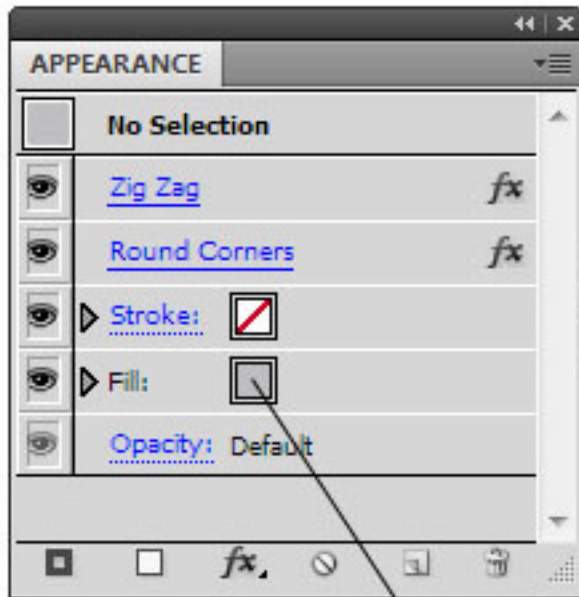 APPEARANCE
No Selection
Zig Zag fx
Round Corners fx
Stroke:
Fill:
Opacity: Default
fx